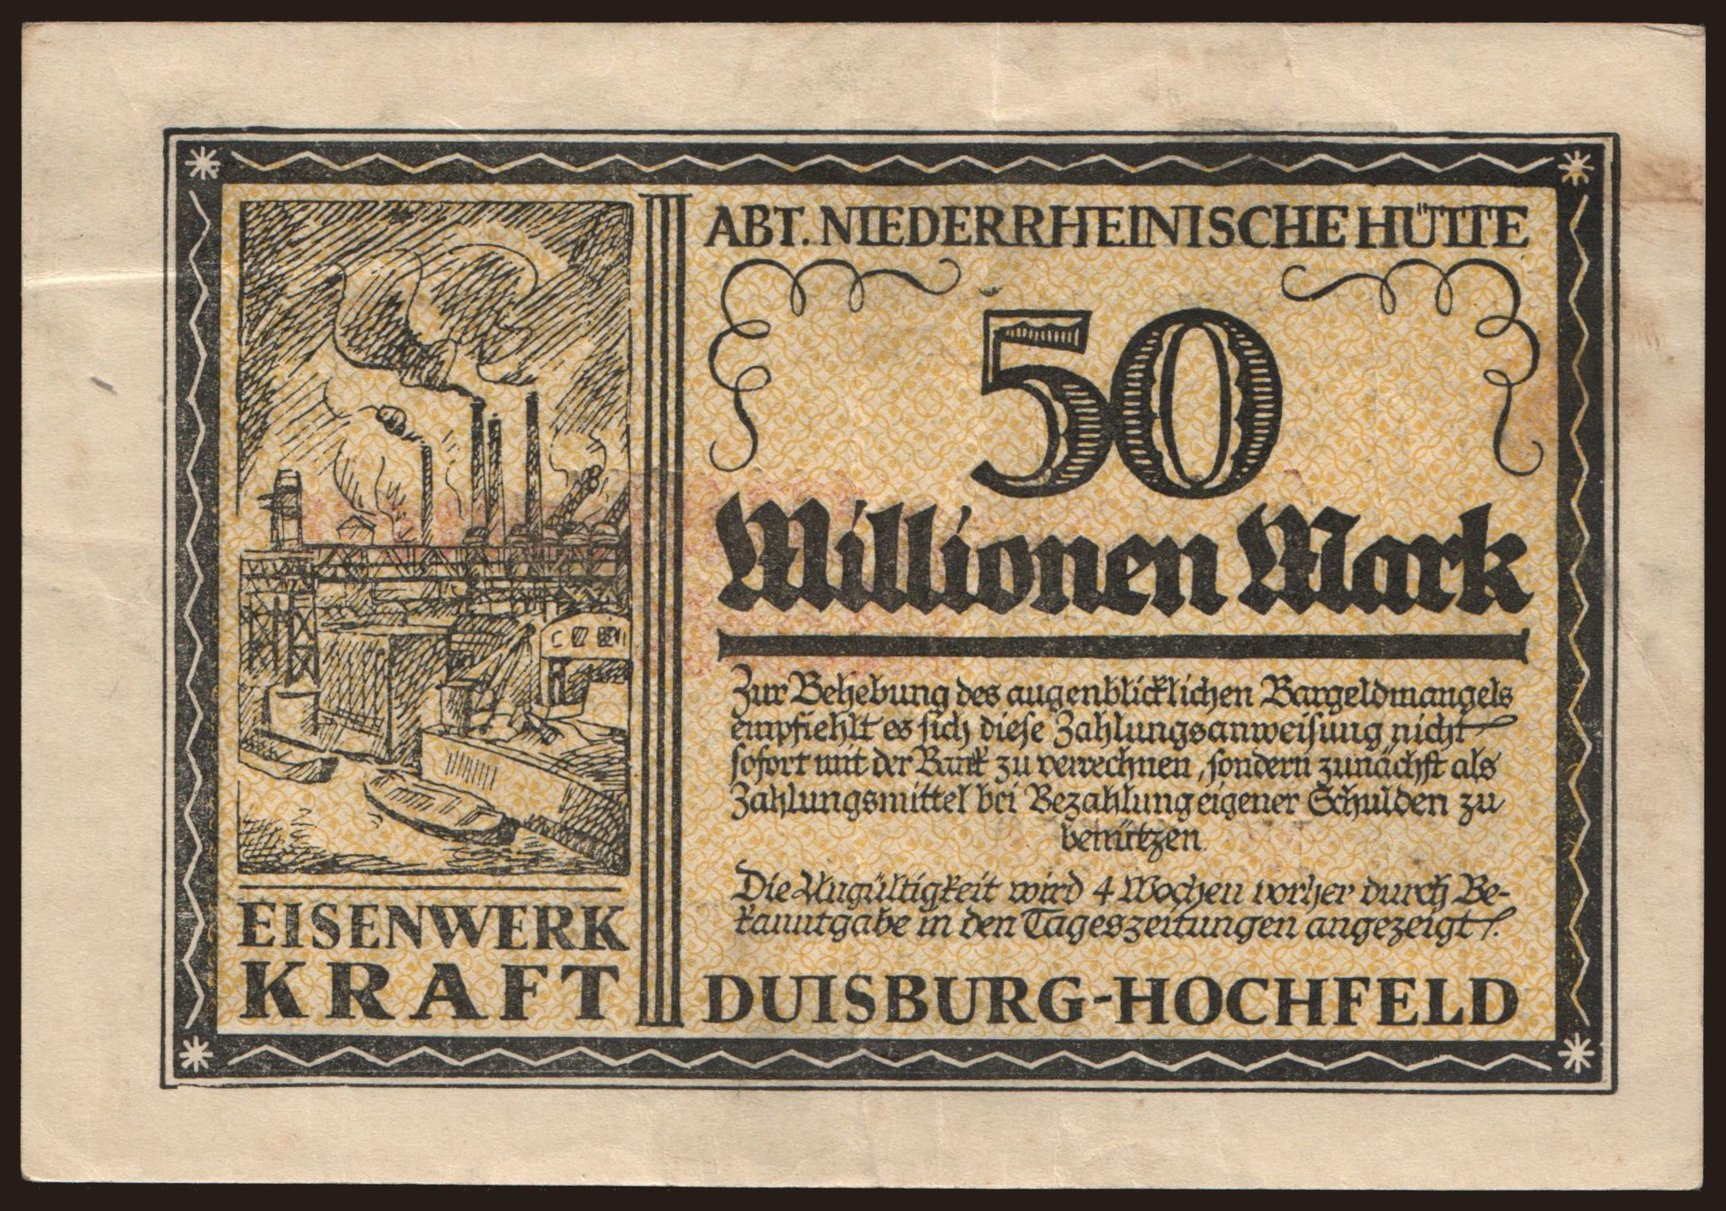 ABT. NIEDERRHEINISCHE HÜTTE
50
Millionen Mark
Zur Behebung des augenblicklichen Bargeldmangels
empfiehlt es sich diese Zahlungsanweisung nicht
sofort mit der Bank zu verrechnen, sondern zunächst als
Zahlungsmittel bei Bezahlung eigener Schulden zu
benützen
Die Ungültigkeit wird 4 Wochen vorher durch Be-
kanntgabe in den Tageszeitungen angezeigt.
EISENWERK
KRAFT
DUISBURG-HOCHFELD